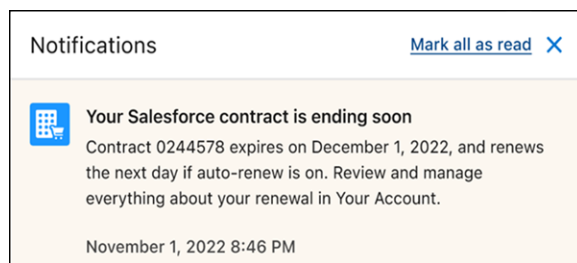 Notifications
Mark all as read
Your Salesforce contract is ending soon
Contract 0244578 expires on December 1, 2022, and renews
the next day if auto-renew is on. Review and manage
everything about your renewal in Your Account.
November 1, 2022 8:46 PM